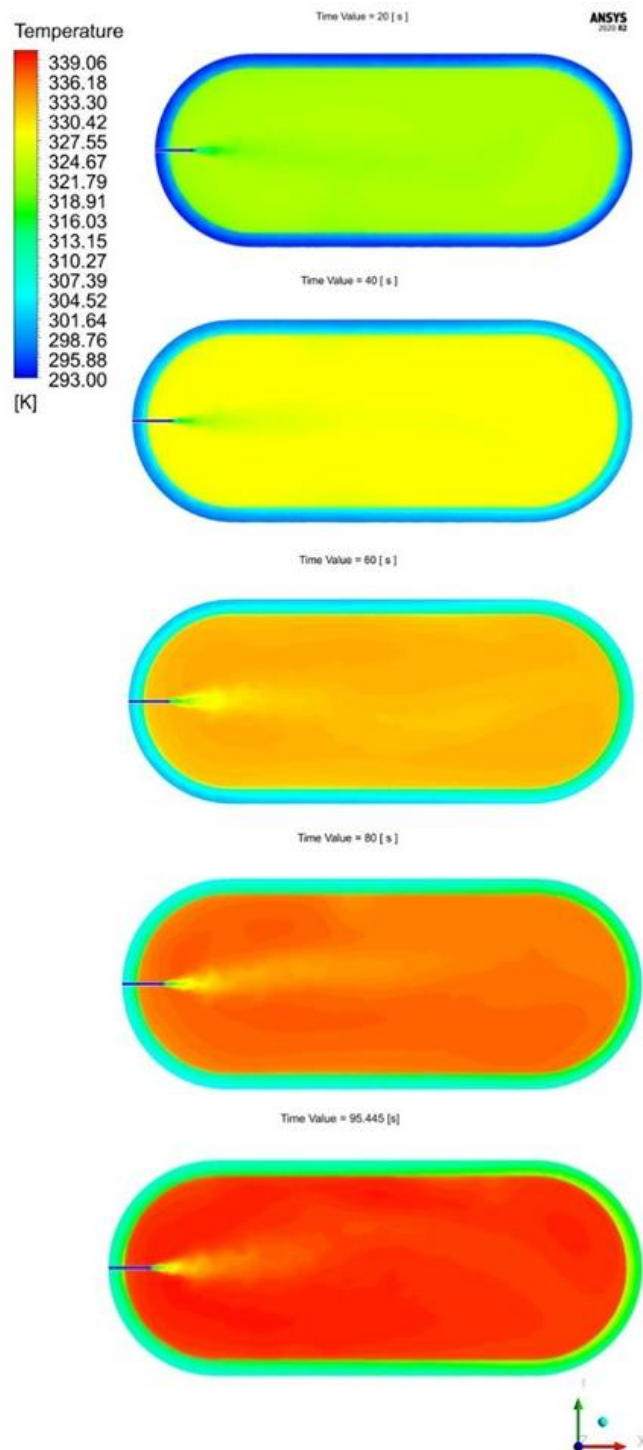 Time Value = 20 [ s ]
ANSYS
2020 R2
Temperature
339.06
336.18
333.30
330.42
327.55
324.67
321.79
318.91
316.03
313.15
310.27
307.39
304.52
301.64
298.76
295.88
293.00
[K]
Time Value = 40 [ s ]
Time Value = 60 [ s ]
Time Value = 80 [ s ]
Time Value = 95.445 [s]